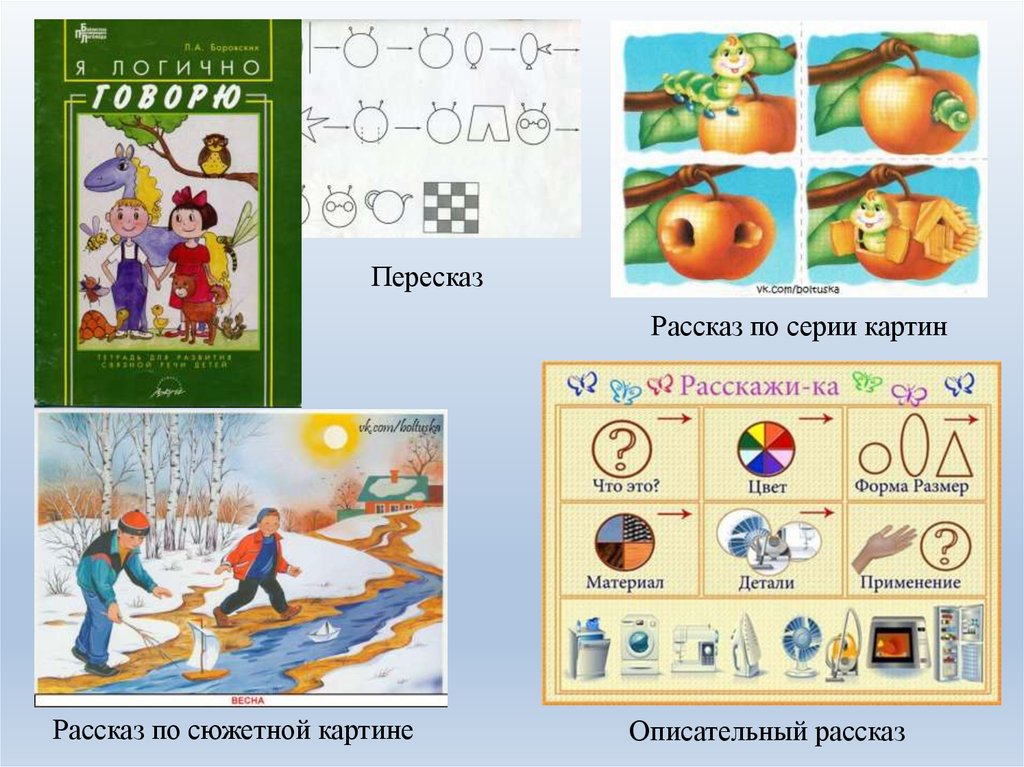 Л.А. Боровских
Я ЛОГИЧНО
ГОВОРЮ
ТЕТРАДЬ ДЛЯ РАЗВИТИЯ
СВЯЗНОЙ РЕЧИ ДЕТЕЙ
Пересказ
vk.com/boltuska
Рассказ по серии картин
vk.com/boltuska
ВЕСНА
Рассказ по сюжетной картине
Расскажи-ка
Что это?
Цвет
Форма Размер
Материал
Детали
Применение
Описательный рассказ